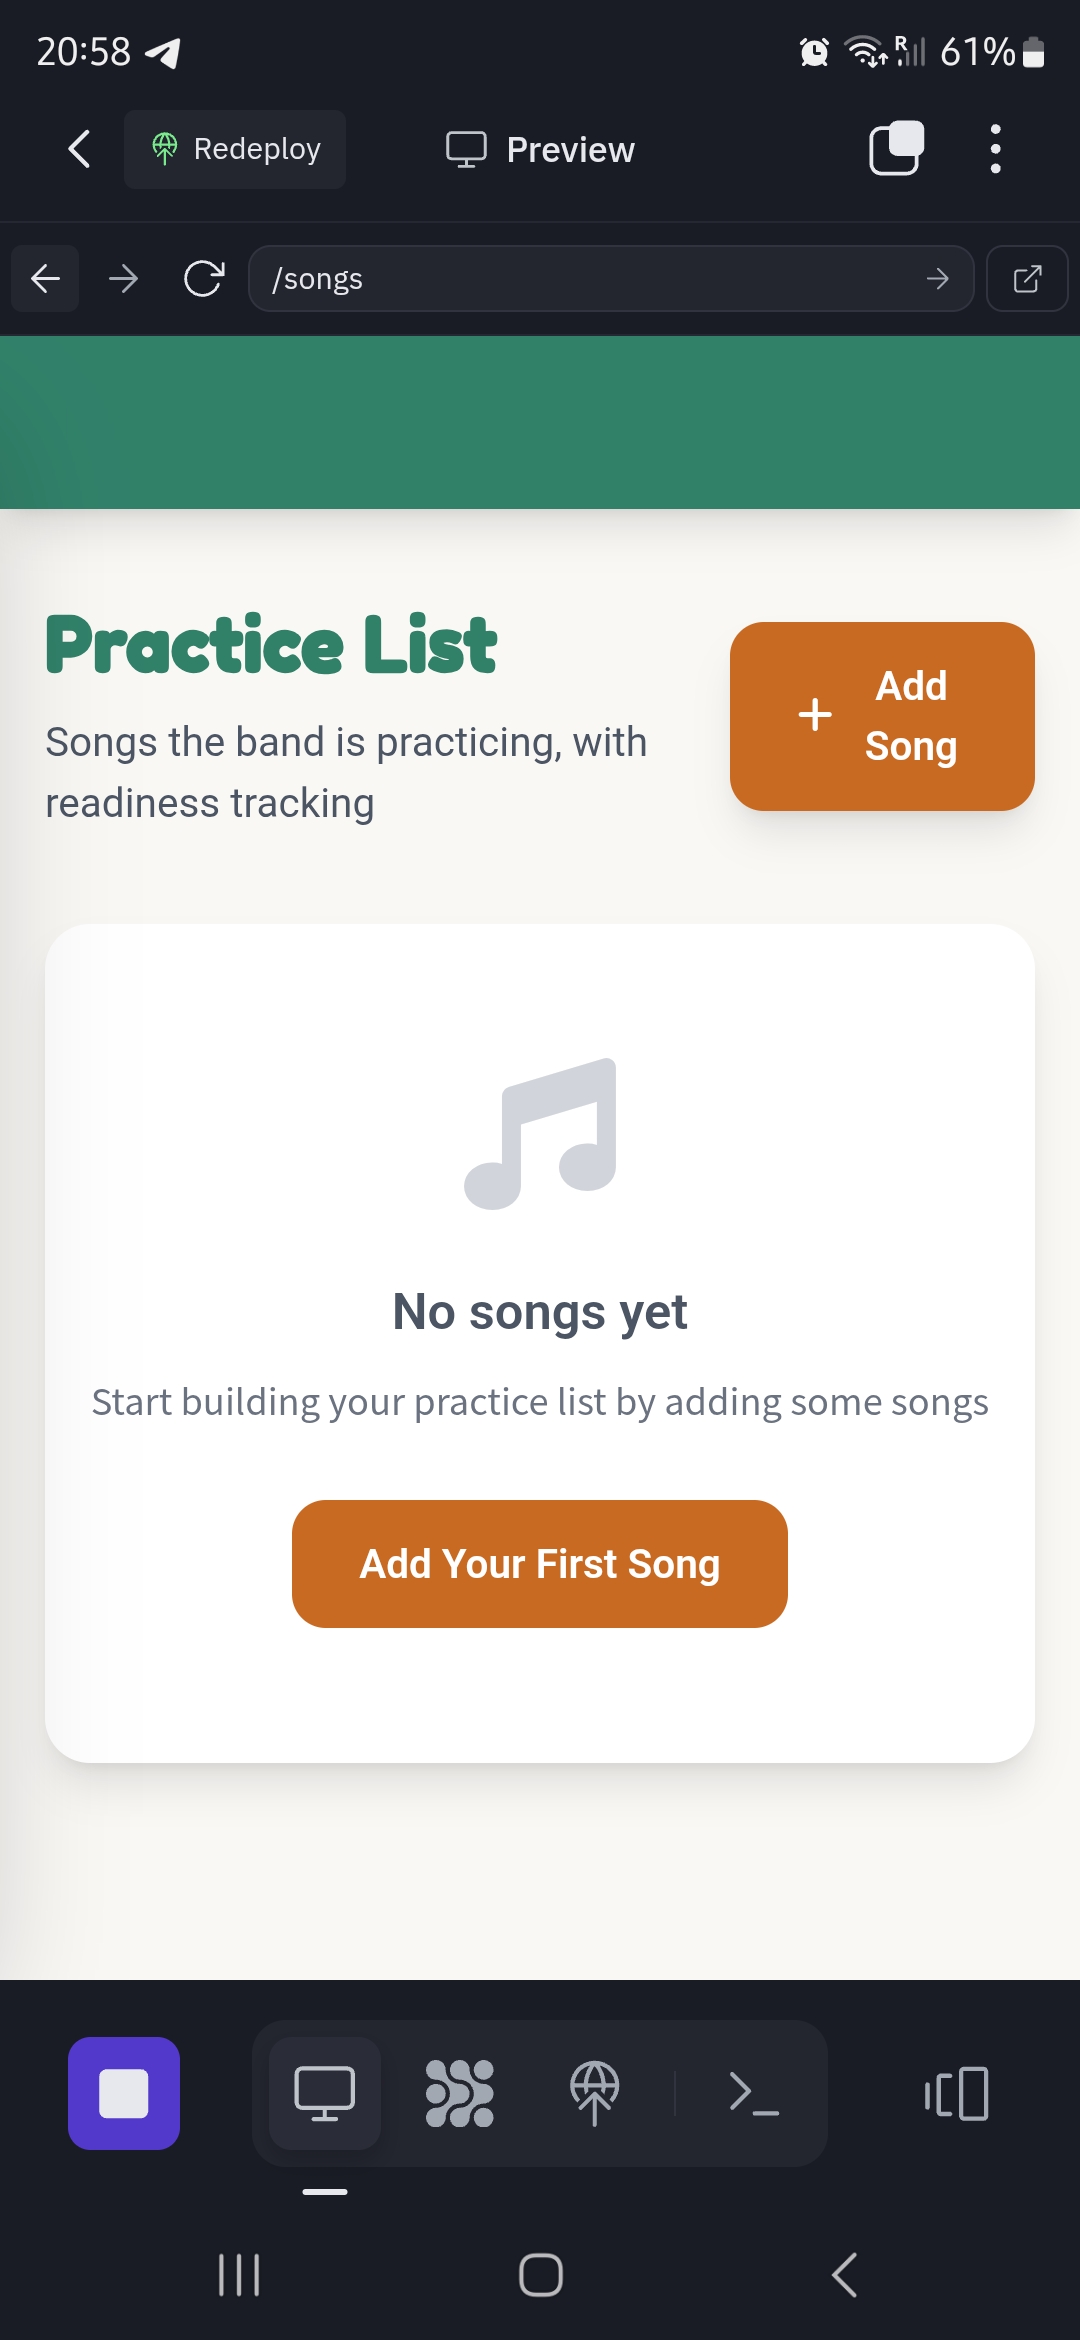 20:58
R
61%
Redeploy
Preview
/songs
Practice List
Songs the band is practicing, with
readiness tracking
Add
Song
No songs yet
Start building your practice list by adding some songs
Add Your First Song